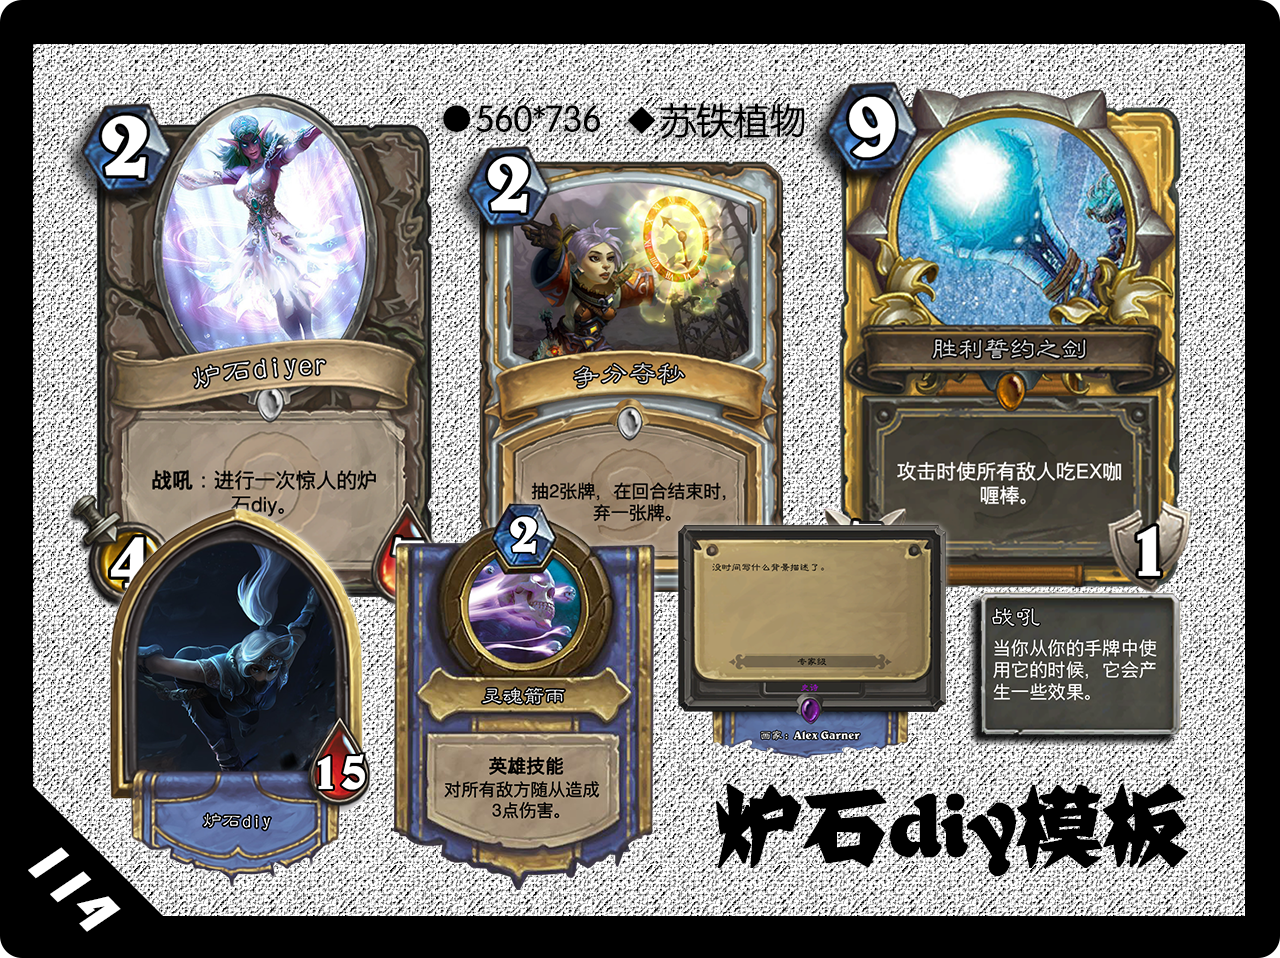 ●560*736 ◆苏铁植物
2
炉石diyer
战吼：进行一次惊人的炉
石diy。
4
2
争分夺秒
抽2张牌，在回合结束时，
弃一张牌。
9
胜利誓约之剑
攻击时使所有敌人吃EX咖
喱棒。
1
15
炉石diy
2
灵魂箭雨
英雄技能
对所有敌方随从造成
3点伤害。
没时间写什么背景描述了。
专家级
史诗
画家：Alex Garner
战吼
当你从你的手牌中使
用它的时候，它会产
生一些效果。
炉石diy模板
114